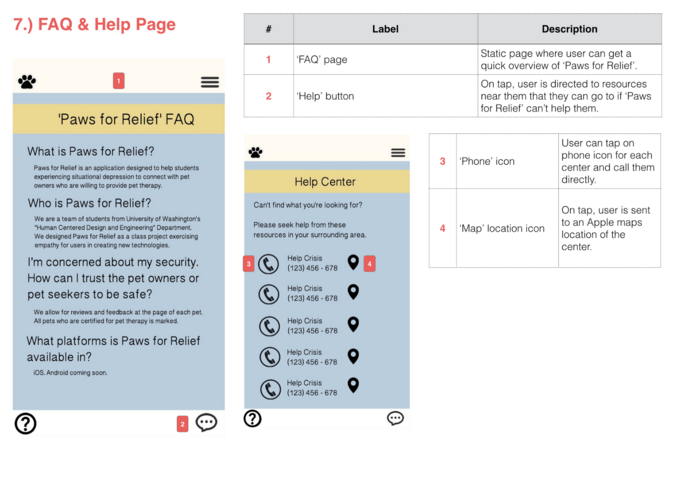 7.) FAQ & Help Page
# Label Description
1 'FAQ' page Static page where user can get a
quick overview of 'Paws for Relief'.
2 'Help' button On tap, user is directed to resources
near them that they can go to if 'Paws
for Relief' can't help them.
1
'Paws for Relief' FAQ
What is Paws for Relief?
Paws for Relief is an application designed to help students
experiencing situational depression to connect with pet
owners who are willing to provide pet therapy.
Who is Paws for Relief?
We are a team of students from University of Washington's
"Human Centered Design and Engineering" Department.
We designed Paws for Relief as a class project exercising
empathy for users in creating new technologies.
I'm concerned about my security.
How can I trust the pet owners or
pet seekers to be safe?
We allow for reviews and feedback at the page of each pet.
All pets who are certified for pet therapy is marked.
What platforms is Paws for Relief
available in?
iOS. Android coming soon.
2
Help Center
Can't find what you're looking for?
Please seek help from these
resources in your surrounding area.
3
Help Crisis
(123) 456 - 678
4
Help Crisis
(123) 456 - 678
Help Crisis
(123) 456 - 678
Help Crisis
(123) 456 - 678
Help Crisis
(123) 456 - 678
3 'Phone' icon User can tap on
phone icon for each
center and call them
directly.
4 'Map' location icon On tap, user is sent
to an Apple maps
location of the
center.